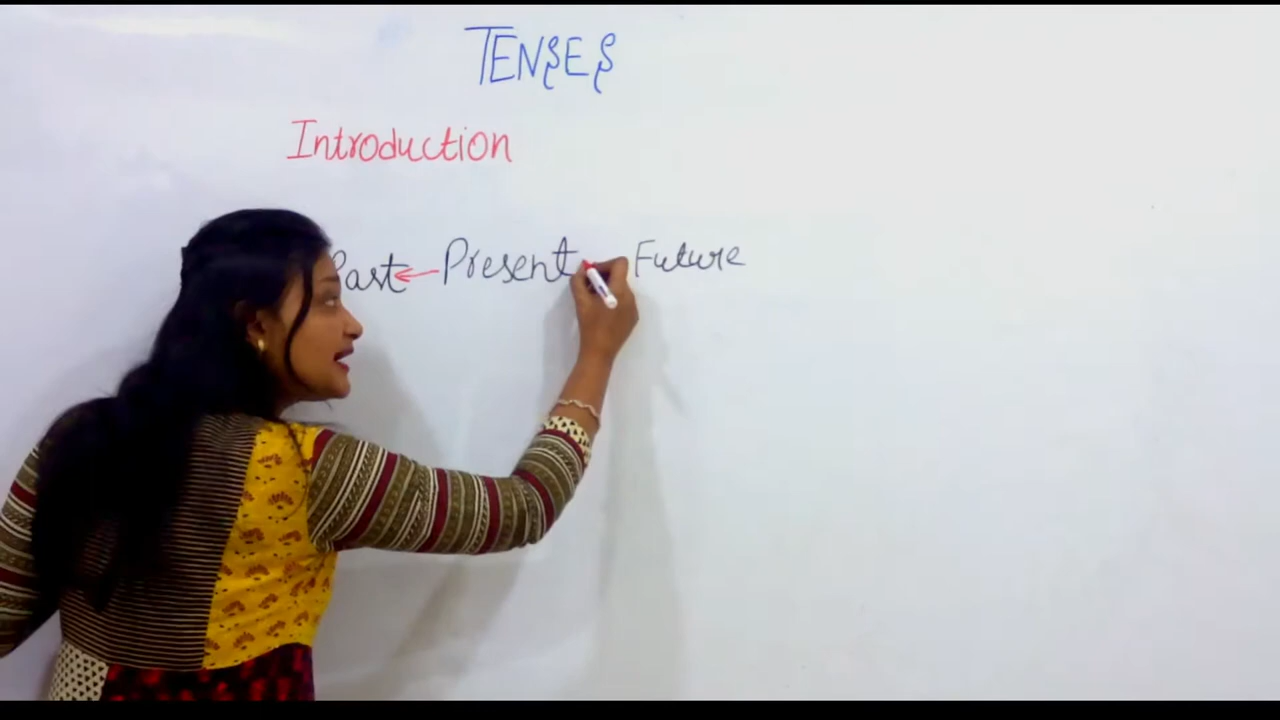 TENSES
Introduction
Past ← Present Future